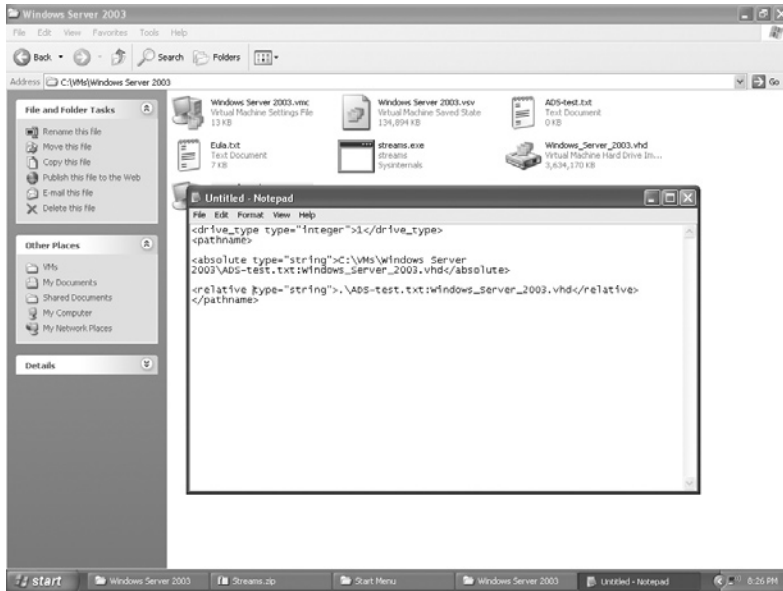 Windows Server 2003
File Edit View Favorites Tools Help
Back Search Folders
Address C:\VMs\Windows Server 2003 Go
File and Folder Tasks
Rename this file
Move this file
Copy this file
Publish this file to the Web
E-mail this file
Delete this file
Other Places
VMs
My Documents
Shared Documents
My Computer
My Network Places
Details
Windows Server 2003.vmc
Virtual Machine Settings File
13 KB
Windows Server 2003.vsv
Virtual Machine Saved State
134,894 KB
ADS-test.txt
Text Document
0 KB
Eula.txt
Text Document
7 KB
streams.exe
streams
Sysinternals
Windows_Server_2003.vhd
Virtual Machine Hard Drive Im...
3,634,170 KB
Untitled - Notepad
File Edit Format View Help
<drive_type type="integer">1</drive_type>
<pathname>
<absolute type="string">C:\VMs\Windows Server
2003\ADS-test.txt:Windows_Server_2003.vhd</absolute>
<relative type="string">.\ADS-test.txt:Windows_Server_2003.vhd</relative>
</pathname>
start Windows Server 2003 Streams.zip Start Menu Windows Server 2003 Untitled - Notepad 8:26 PM